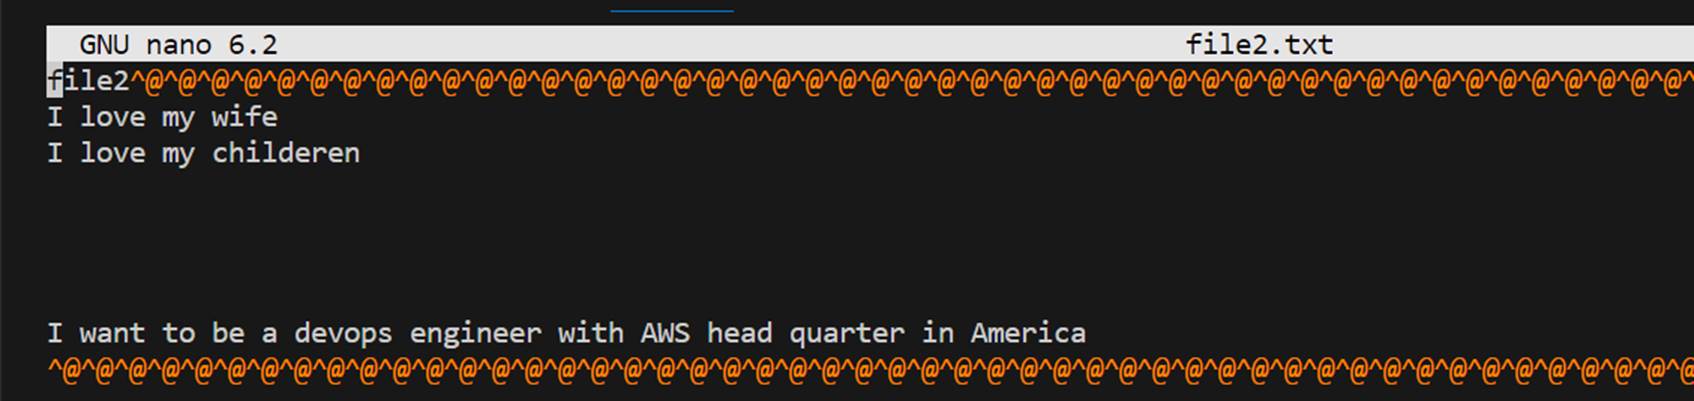 GNU nano 6.2 file2.txt
file2^@^@^@^@^@^@^@^@^@^@^@^@^@^@^@^@^@^@^@^@^@^@^@^@^@^@^@^@^@^@^@^@^@^@^@^@^@^@^@^@^@^@^@^@^@^@^@^
I love my wife
I love my childeren
I want to be a devops engineer with AWS head quarter in America
^@^@^@^@^@^@^@^@^@^@^@^@^@^@^@^@^@^@^@^@^@^@^@^@^@^@^@^@^@^@^@^@^@^@^@^@^@^@^@^@^@^@^@^@^@^@^@^@^@^@